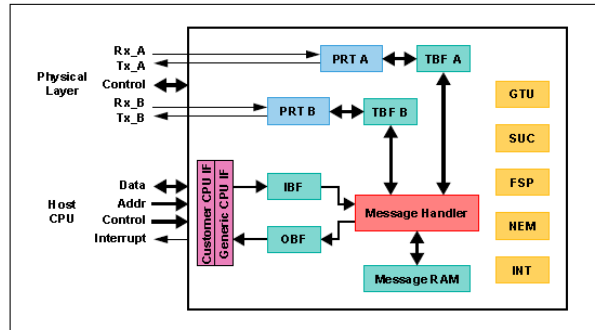 Rx_A
Tx_A
Physical
Layer
Control
Rx_B
Tx_B
PRT A
TBF A
PRT B
TBF B
GTU
SUC
FSP
NEM
INT
Host
CPU
Data
Addr
Control
Interrupt
Customer CPU IF
Generic CPU IF
IBF
OBF
Message Handler
Message RAM